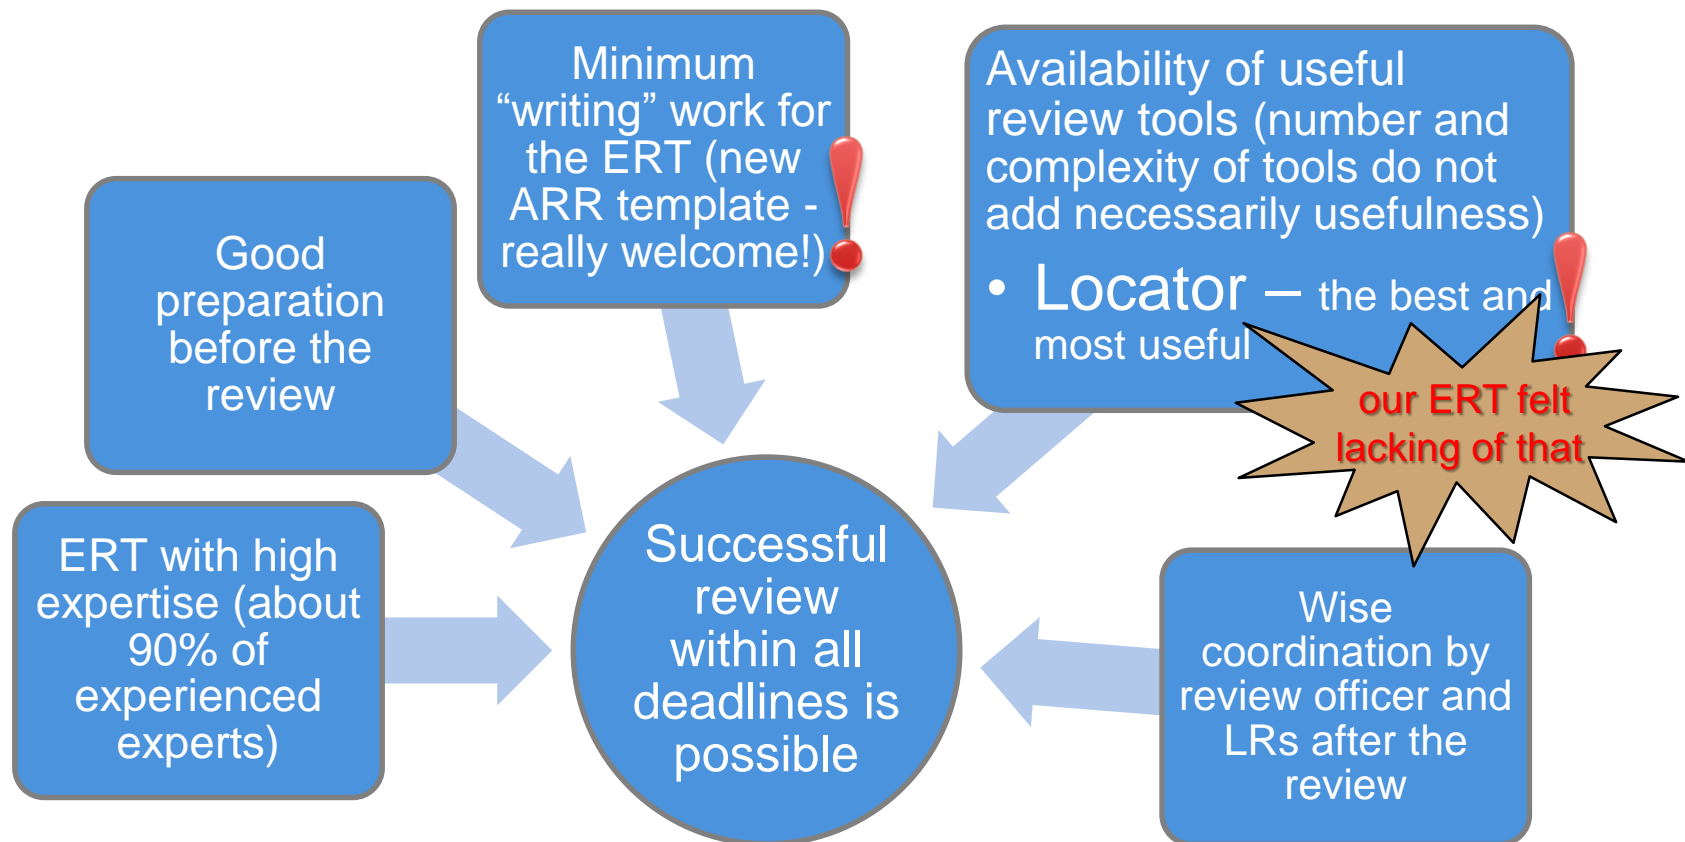 Minimum
“writing” work for
the ERT (new
ARR template -
really welcome!)
Availability of useful
review tools (number and
complexity of tools do not
add necessarily usefulness)
• Locator – the best and
most useful
our ERT felt
lacking of that
Good
preparation
before the
review
ERT with high
expertise (about
90% of
experienced
experts)
Successful
review
within all
deadlines is
possible
Wise
coordination by
review officer and
LRs after the
review